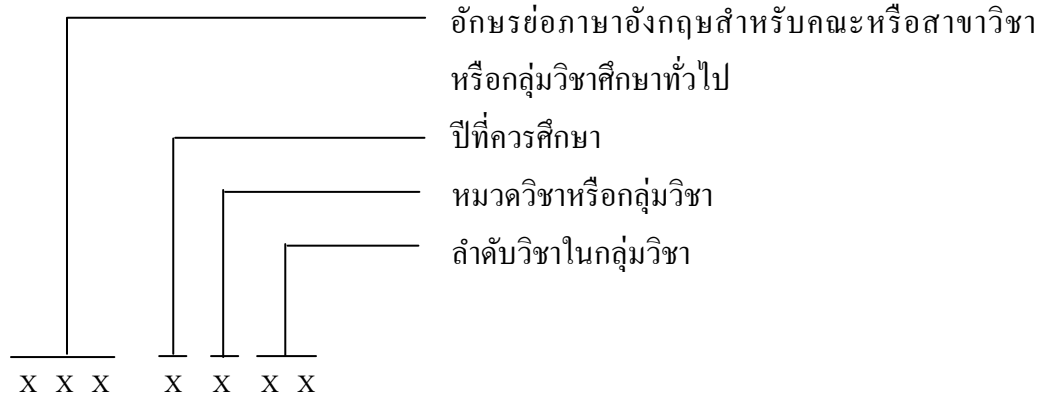 อักษรย่อภาษาอังกฤษสำหรับคณะหรือสาขาวิชา
หรือกลุ่มวิชาศึกษาทั่วไป
ปีที่ควรศึกษา
หมวดวิชาหรือกลุ่มวิชา
ลำดับวิชาในกลุ่มวิชา
X X X X X X X